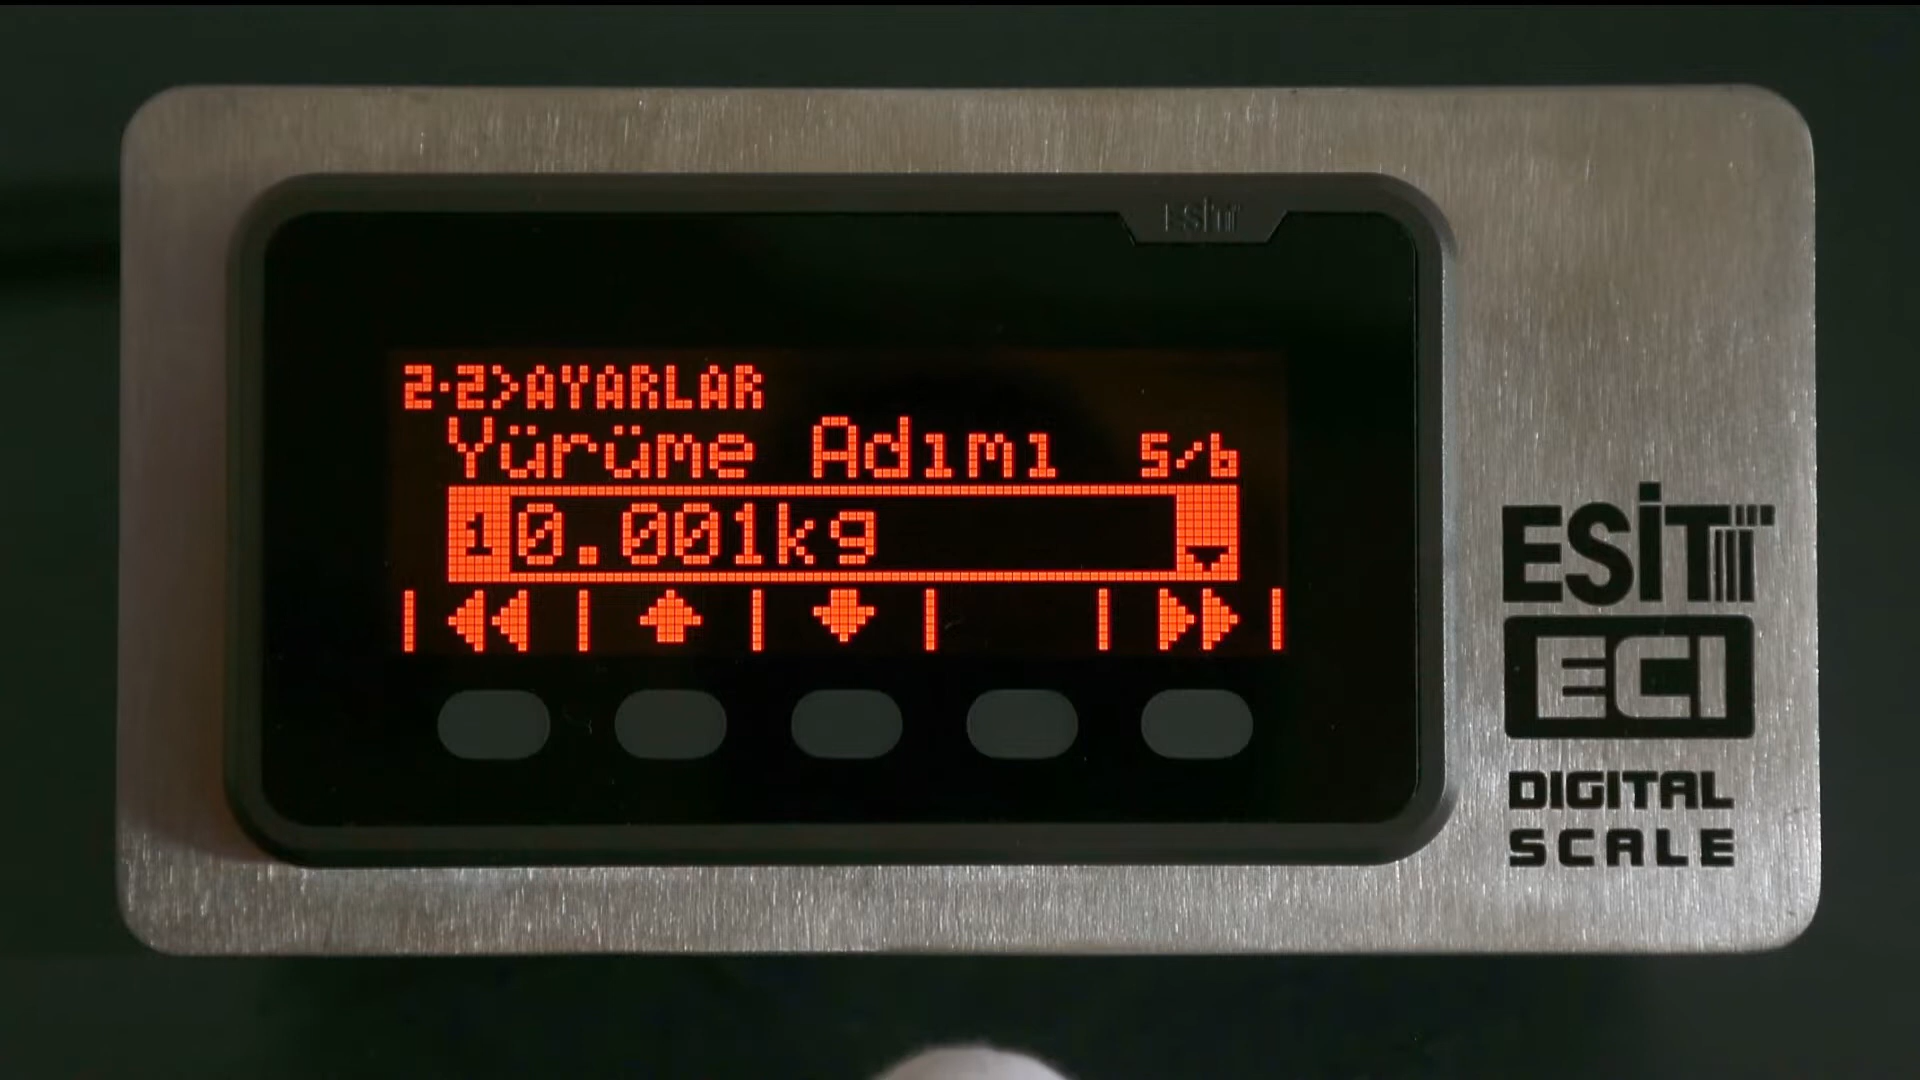 ESİT
2-2>AYARLAR
Yürüme Adımı 5/6
1 0.001kg
ESİT
ECI
DIGITAL
SCALE